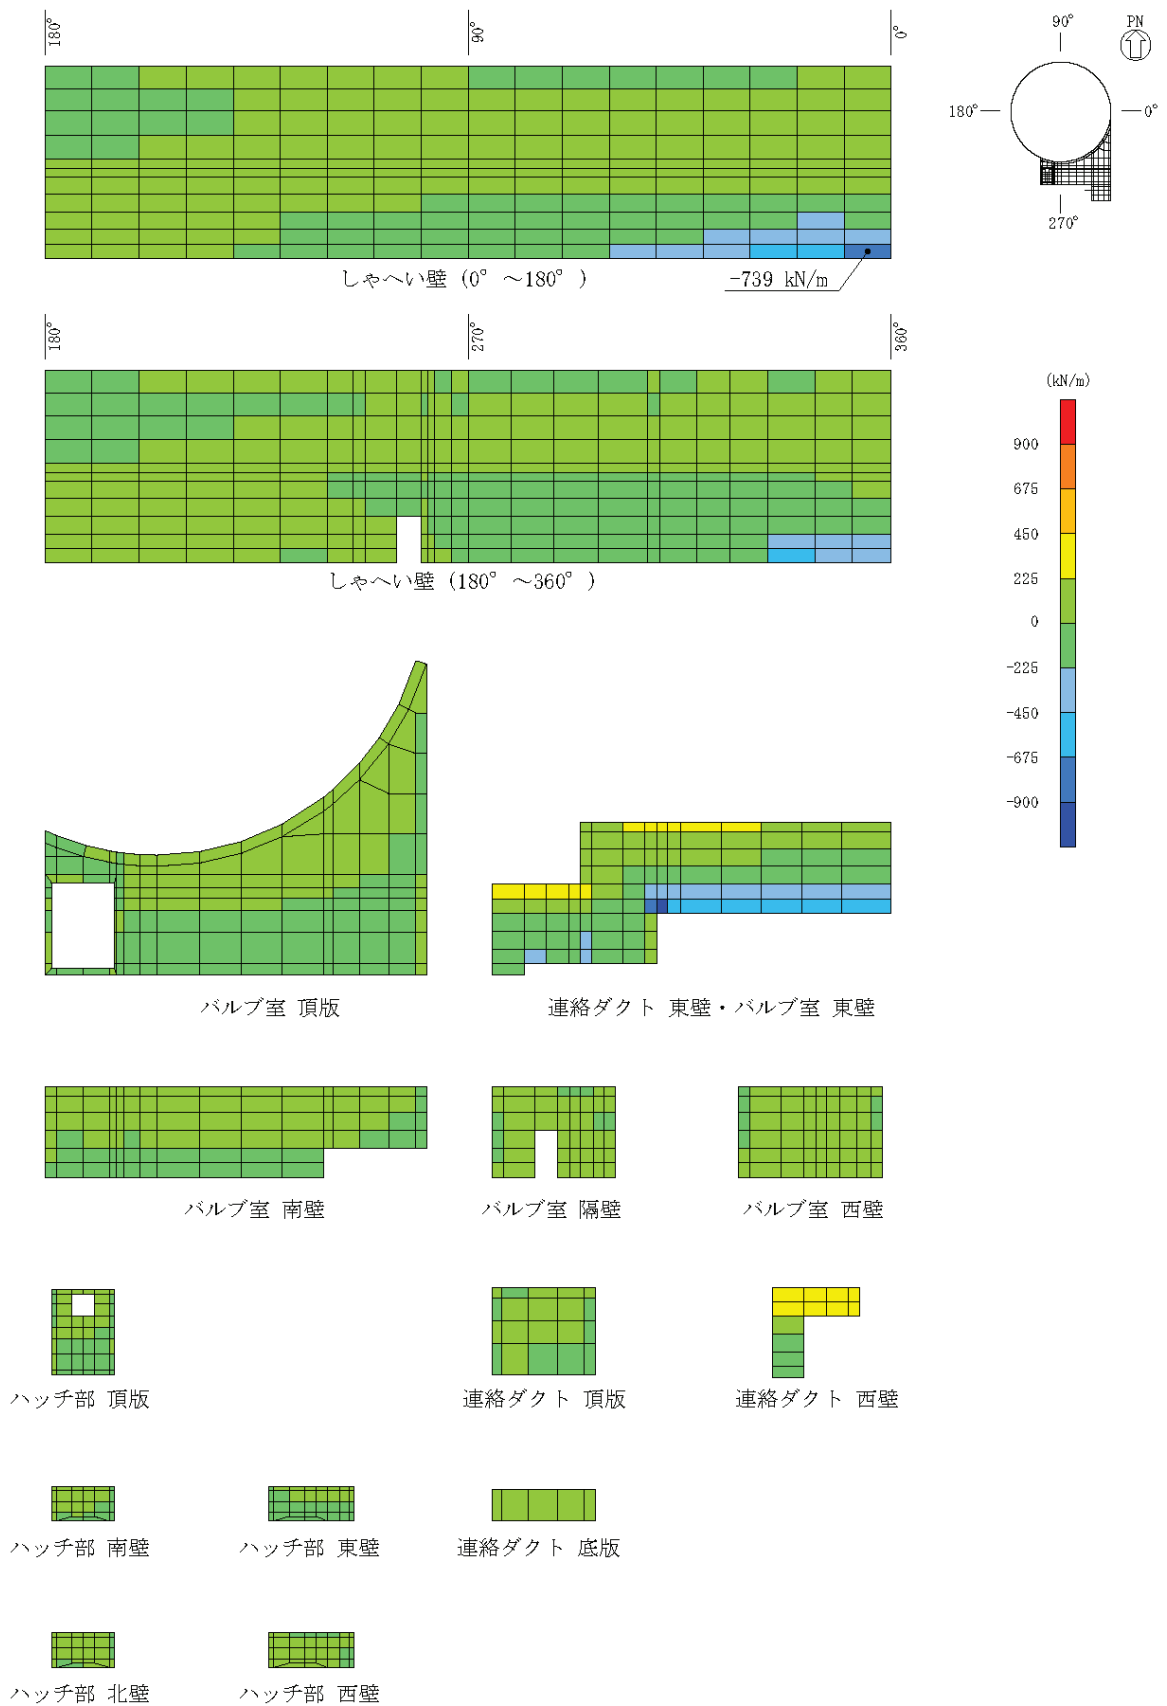 180°
90°
0°
90°
PN
180°
0°
270°
しゃへい壁 (0° ～180° )
-739 kN/m
180°
270°
360°
しゃへい壁 (180° ～360° )
(kN/m)
900
675
450
225
0
-225
-450
-675
-900
バルブ室 頂版
連絡ダクト 東壁・バルブ室 東壁
バルブ室 南壁
バルブ室 隔壁
バルブ室 西壁
ハッチ部 頂版
連絡ダクト 頂版
連絡ダクト 西壁
ハッチ部 南壁
ハッチ部 東壁
連絡ダクト 底版
ハッチ部 北壁
ハッチ部 西壁